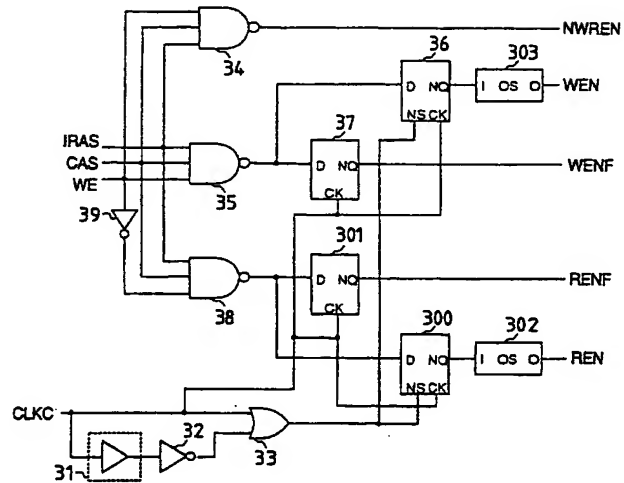 NWREN
34
36
303
D NQ
NS CK
I OS O
WEN
IRAS
CAS
WE
35
37
D NQ
CK
WENF
39
38
301
D NQ
CK
RENF
300
302
D NQ
NS CK
I OS O
REN
CLKC
31
32
33